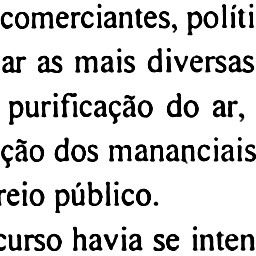 comerciantes, políti
ar as mais diversas
purificação do ar,
ção dos mananciais
reio público.
curso havia se inten